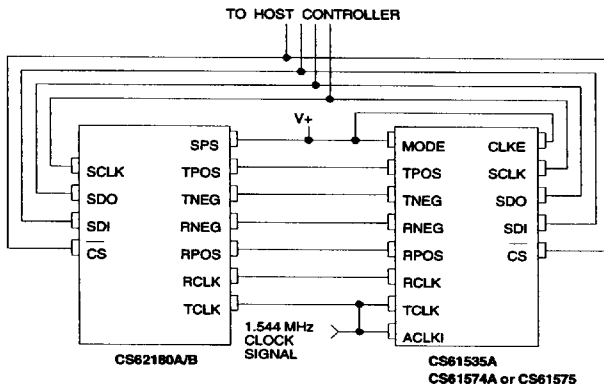 TO HOST CONTROLLER
V+
SPS
SCLK
TPOS
SDO
TNEG
SDI
RNEG
CS
RPOS
RCLK
TCLK
CS62180A/B
1.544 MHz
CLOCK
SIGNAL
MODE
CLKE
TPOS
SCLK
TNEG
SDO
RNEG
SDI
RPOS
CS
RCLK
TCLK
ACLKI
CS61535A
CS61574A or CS61575